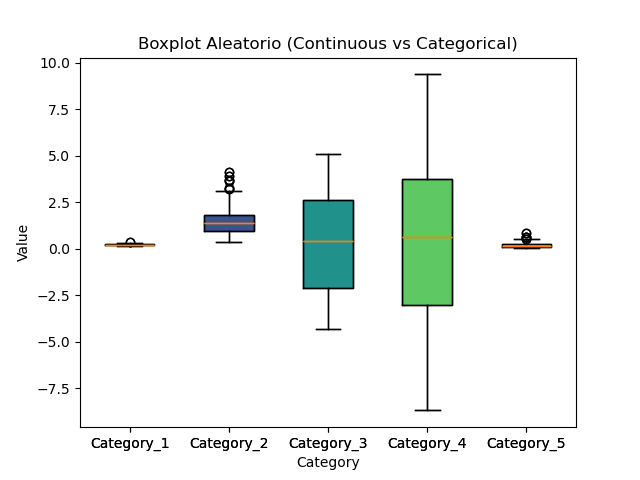 Boxplot Aleatorio (Continuous vs Categorical)
10.0
7.5
5.0
2.5
0.0
−2.5
−5.0
−7.5
Value
Category_1 Category_2 Category_3 Category_4 Category_5
Category